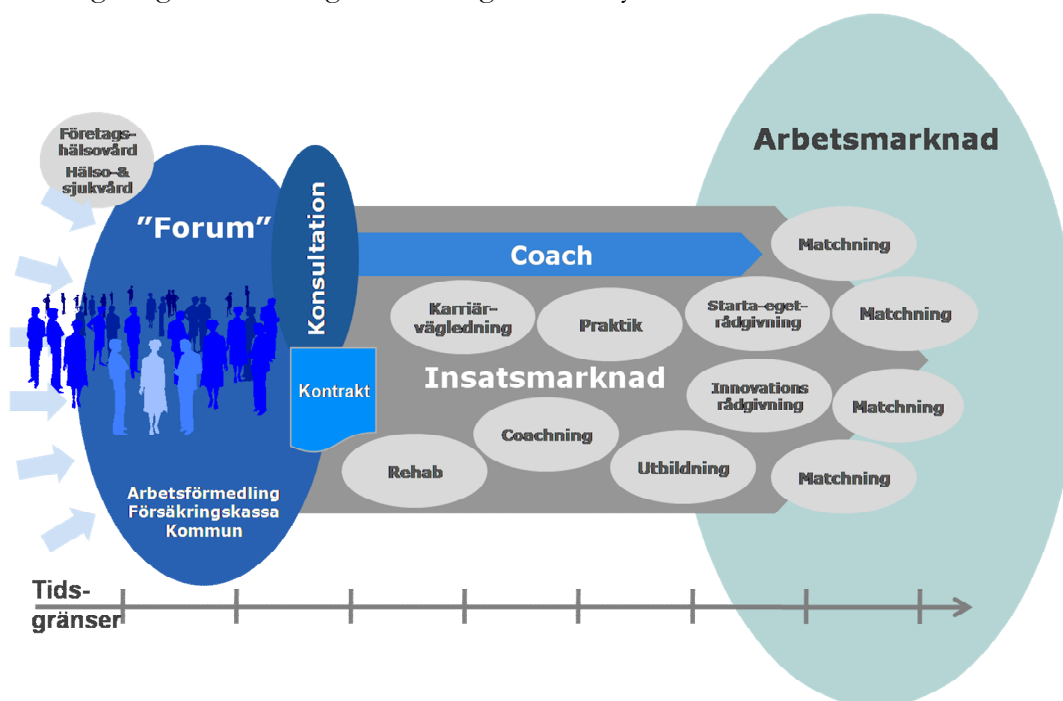 Företags-
hälsovård
Hälso-&
sjukvård
”Forum”
Konsultation
Kontrakt
Arbetsförmedling
Försäkringskassa
Kommun
Coach
Karriär-
vägledning
Praktik
Starta-eget-
rådgivning
Insatsmarknad
Innovations
rådgivning
Coachning
Rehab
Utbildning
Arbetsmarknad
Matchning
Matchning
Matchning
Matchning
Tids-
gränser